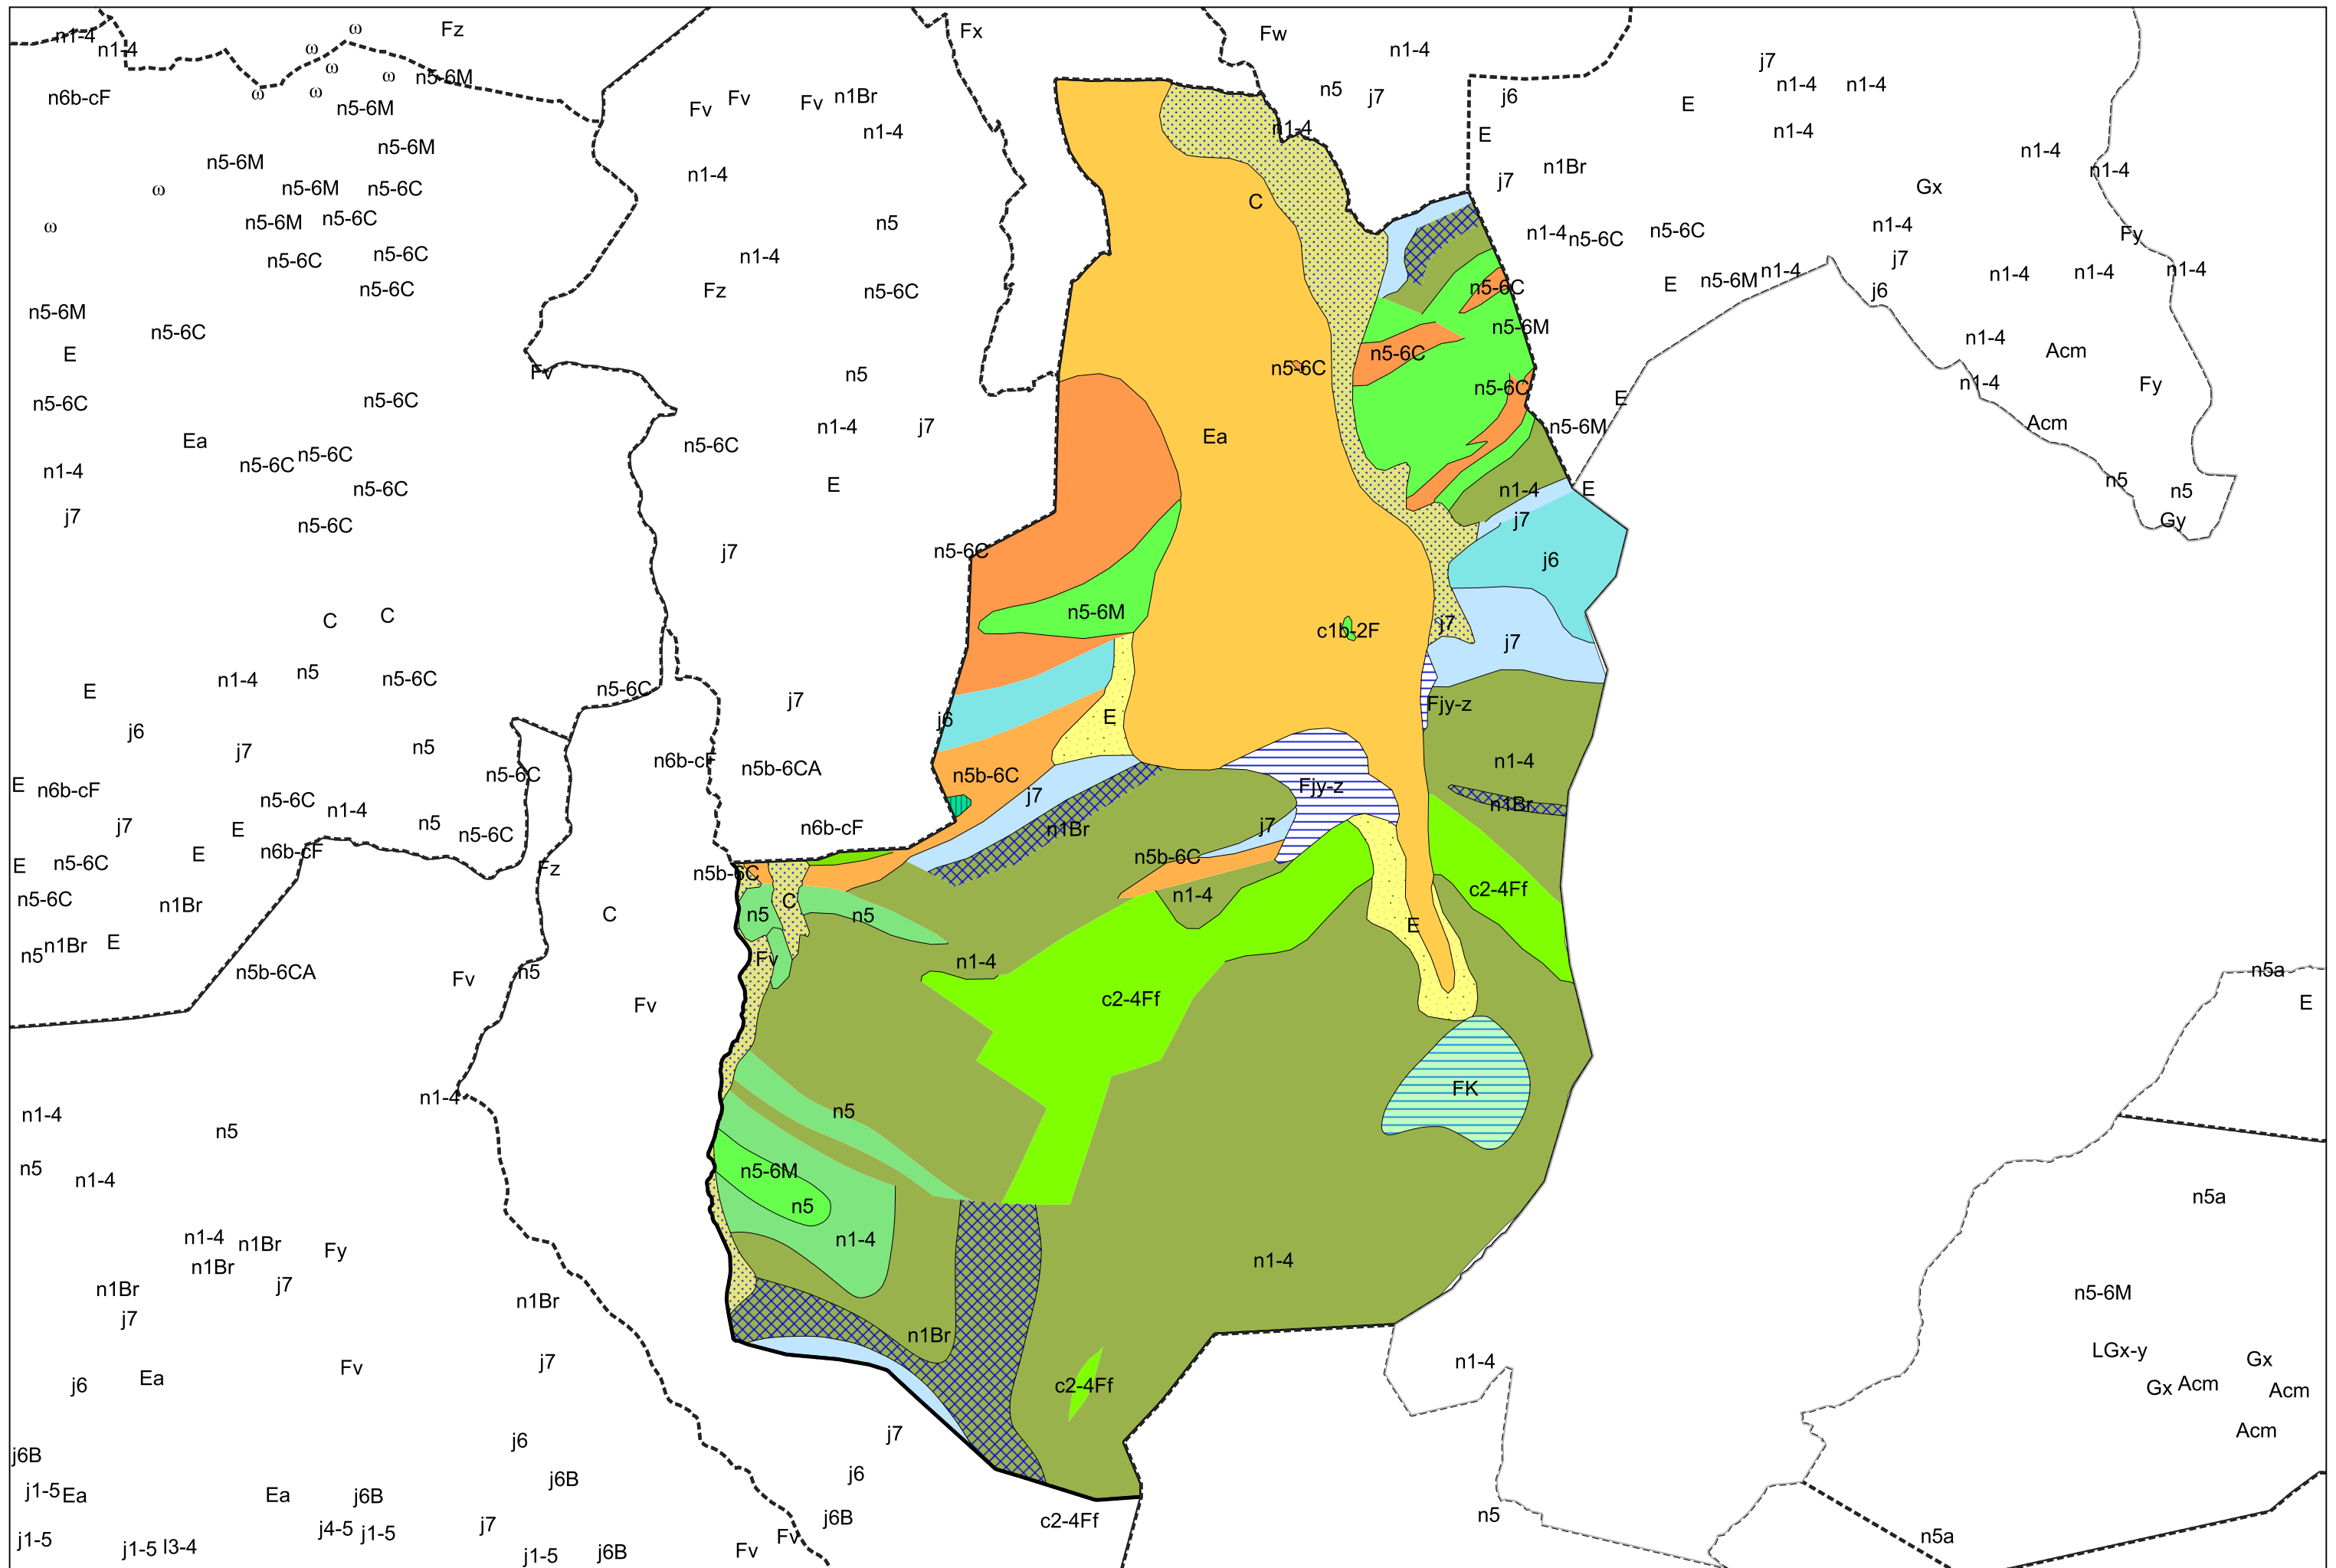 Fz
Fx
Fw
n1-4
n1-4
ω
ω
n1-4
j7
ω
ω
n5-6M
n1-4
n1-4
n6b-cF
ω
ω
n5-6M
Fv
Fv
Fv
n1Br
n5
j7
j6
E
n1-4
n1-4
E
n1-4
n5-6M
n5-6M
n1-4
n1Br
n1-4
n1-4
ω
n5-6M
n5-6C
n1-4
j7
Gx
C
ω
n5-6M
n5-6C
n5
n1-4
n5-6C
n5-6C
n1-4
Fy
n5-6C
n5-6C
n1-4
j7
n5-6C
Fz
n5-6C
n5-6C
E
n5-6M
n1-4
j6
n1-4
n1-4
n1-4
n5-6M
n5-6C
n5-6M
n1-4
E
Fv
n5
n5-6C
n5-6C
Acm
n5-6C
n5-6C
n5-6C
E
n1-4
Fy
Ea
n5-6C
n1-4
j7
Ea
n5-6M
Acm
n1-4
n5-6C
n5-6C
n5-6C
E
n1-4
E
n5
n5
j7
n5-6C
j7
Gy
j7
n5-6C
j6
C
C
n5-6M
c1b-2F
j7
j7
E
n1-4
n5
n5-6C
n5-6C
j7
Fjy-z
j6
j7
n5
j6
E
E
n6b-cF
n5-6C
n6b-cF
n5b-6CA
n5b-6C
Fjy-z
n1-4
j7
E
n5-6C
n1-4
n5
n5-6C
n6b-cF
j7
n1Br
j7
n1Br
E
n5-6C
E
n6b-cF
Fz
n5b-6C
n5b-6C
c2-4Ff
n5-6C
n1Br
C
n5
C
n5
n1-4
E
n5
n1Br
E
n5b-6CA
Fv
n5
Fv
n1-4
n5a
Fv
c2-4Ff
E
n1-4
n5
n1-4
n5
FK
n5
n1-4
n5-6M
n5
n5a
n1-4
n1Br
n1Br
Fy
n1-4
n1-4
n1Br
j7
j7
n1Br
n1Br
n5-6M
j6
Ea
Fv
j7
c2-4Ff
n1-4
LGx-y
Gx
Gx
Acm
Acm
j6B
j6
j7
Acm
j1-5
Ea
Ea
j6B
j6B
j6
j1-5
j1-5
l3-4
j4-5
j1-5
j7
j6B
c2-4Ff
n5
j1-5
j6B
Fv
Fv
n5a